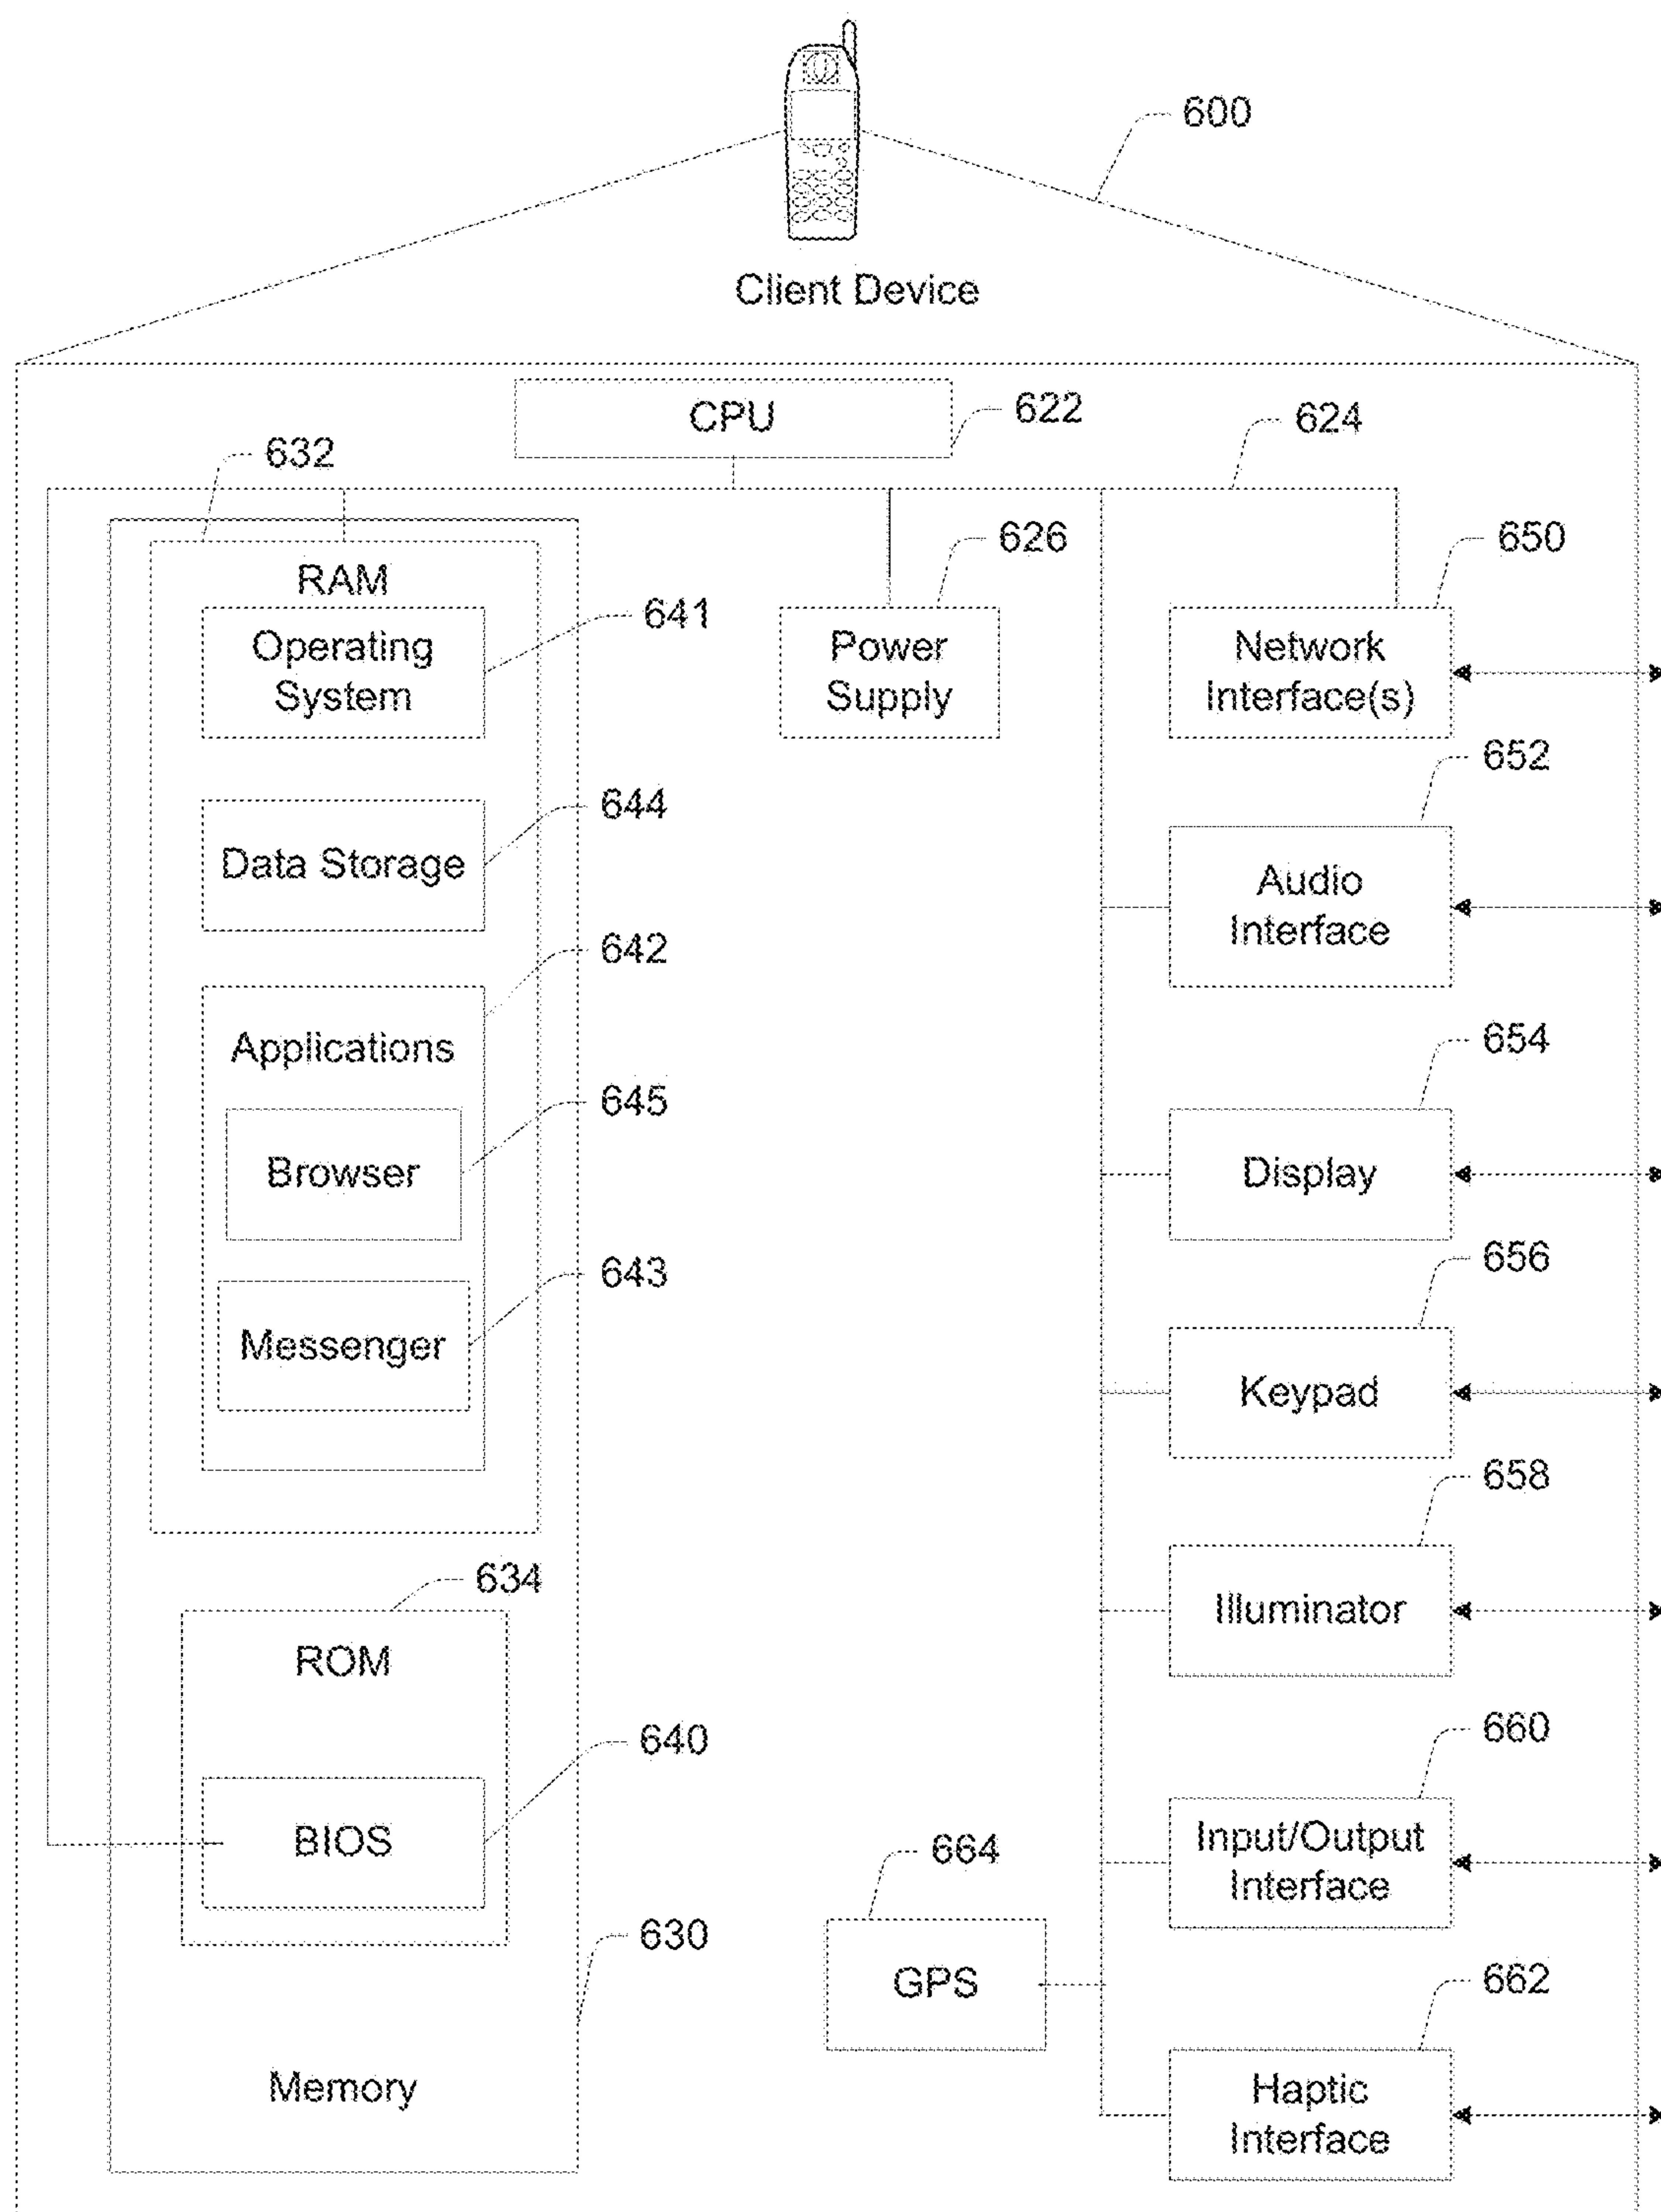 600
Client Device
CPU
622
624
632
RAM
626
650
Operating
System
641
Power
Supply
Network
Interface(s)
652
644
Data Storage
Audio
Interface
642
Applications
654
645
Browser
Display
656
643
Messenger
Keypad
658
634
Illuminator
ROM
640
660
BIOS
Input/Output
Interface
664
630
GPS
662
Memory
Haptic
Interface